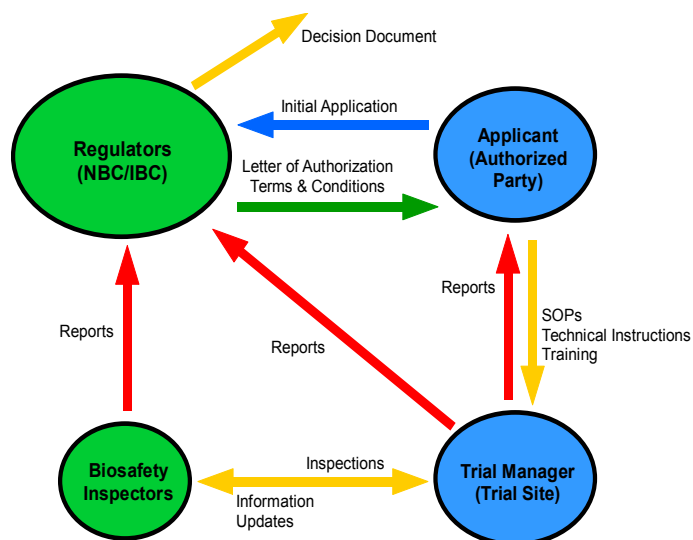 Decision Document
Initial Application
Regulators
(NBC/IBC)
Applicant
(Authorized
Party)
Letter of Authorization
Terms & Conditions
Reports
Reports
Reports
SOPs
Technical Instructions
Training
Biosafety
Inspectors
Inspections
Information
Updates
Trial Manager
(Trial Site)